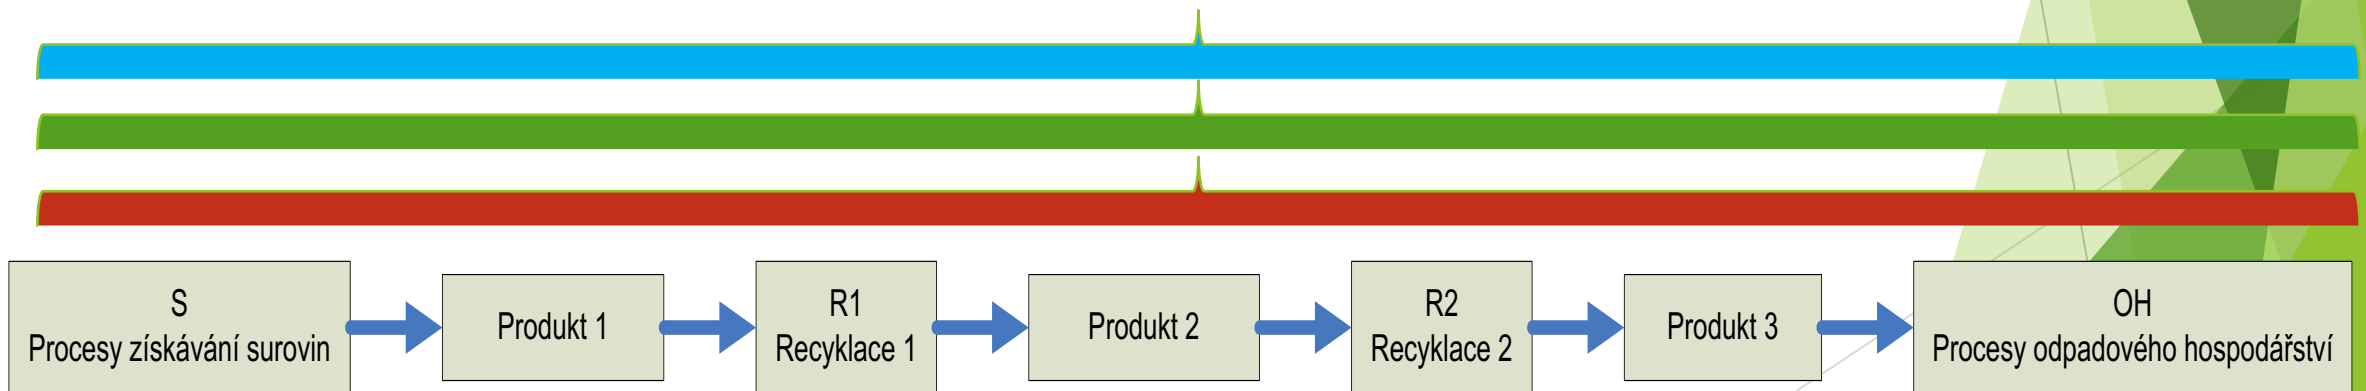 S
Procesy získávání surovin
Produkt 1
R1
Recyklace 1
Produkt 2
R2
Recyklace 2
Produkt 3
OH
Procesy odpadového hospodářství